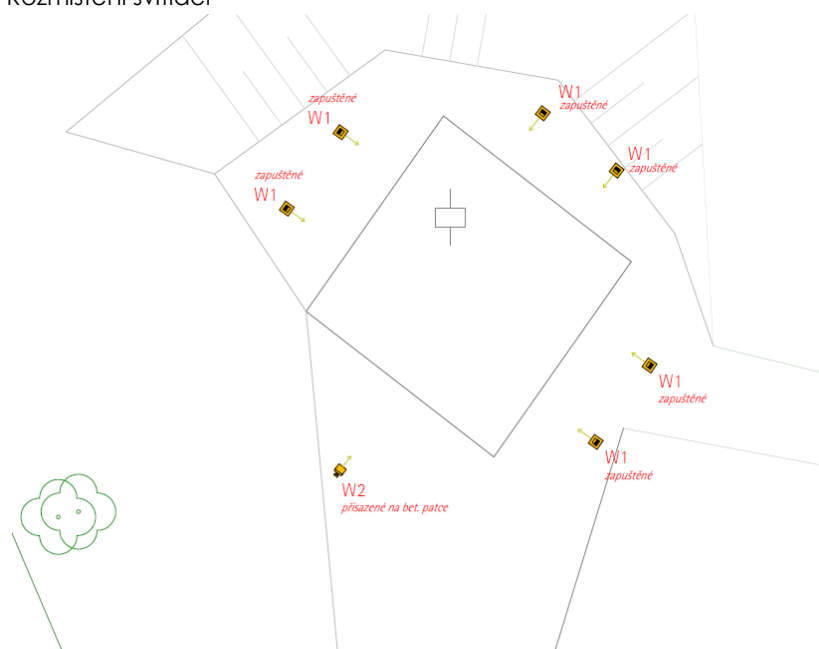 Rozmístění svítidel
W1
zapuštěné
zapuštěné
W1
W1
zapuštěné
zapuštěné
W1
W1
zapuštěné
W1
zapuštěné
W2
přisazené na bet. patce